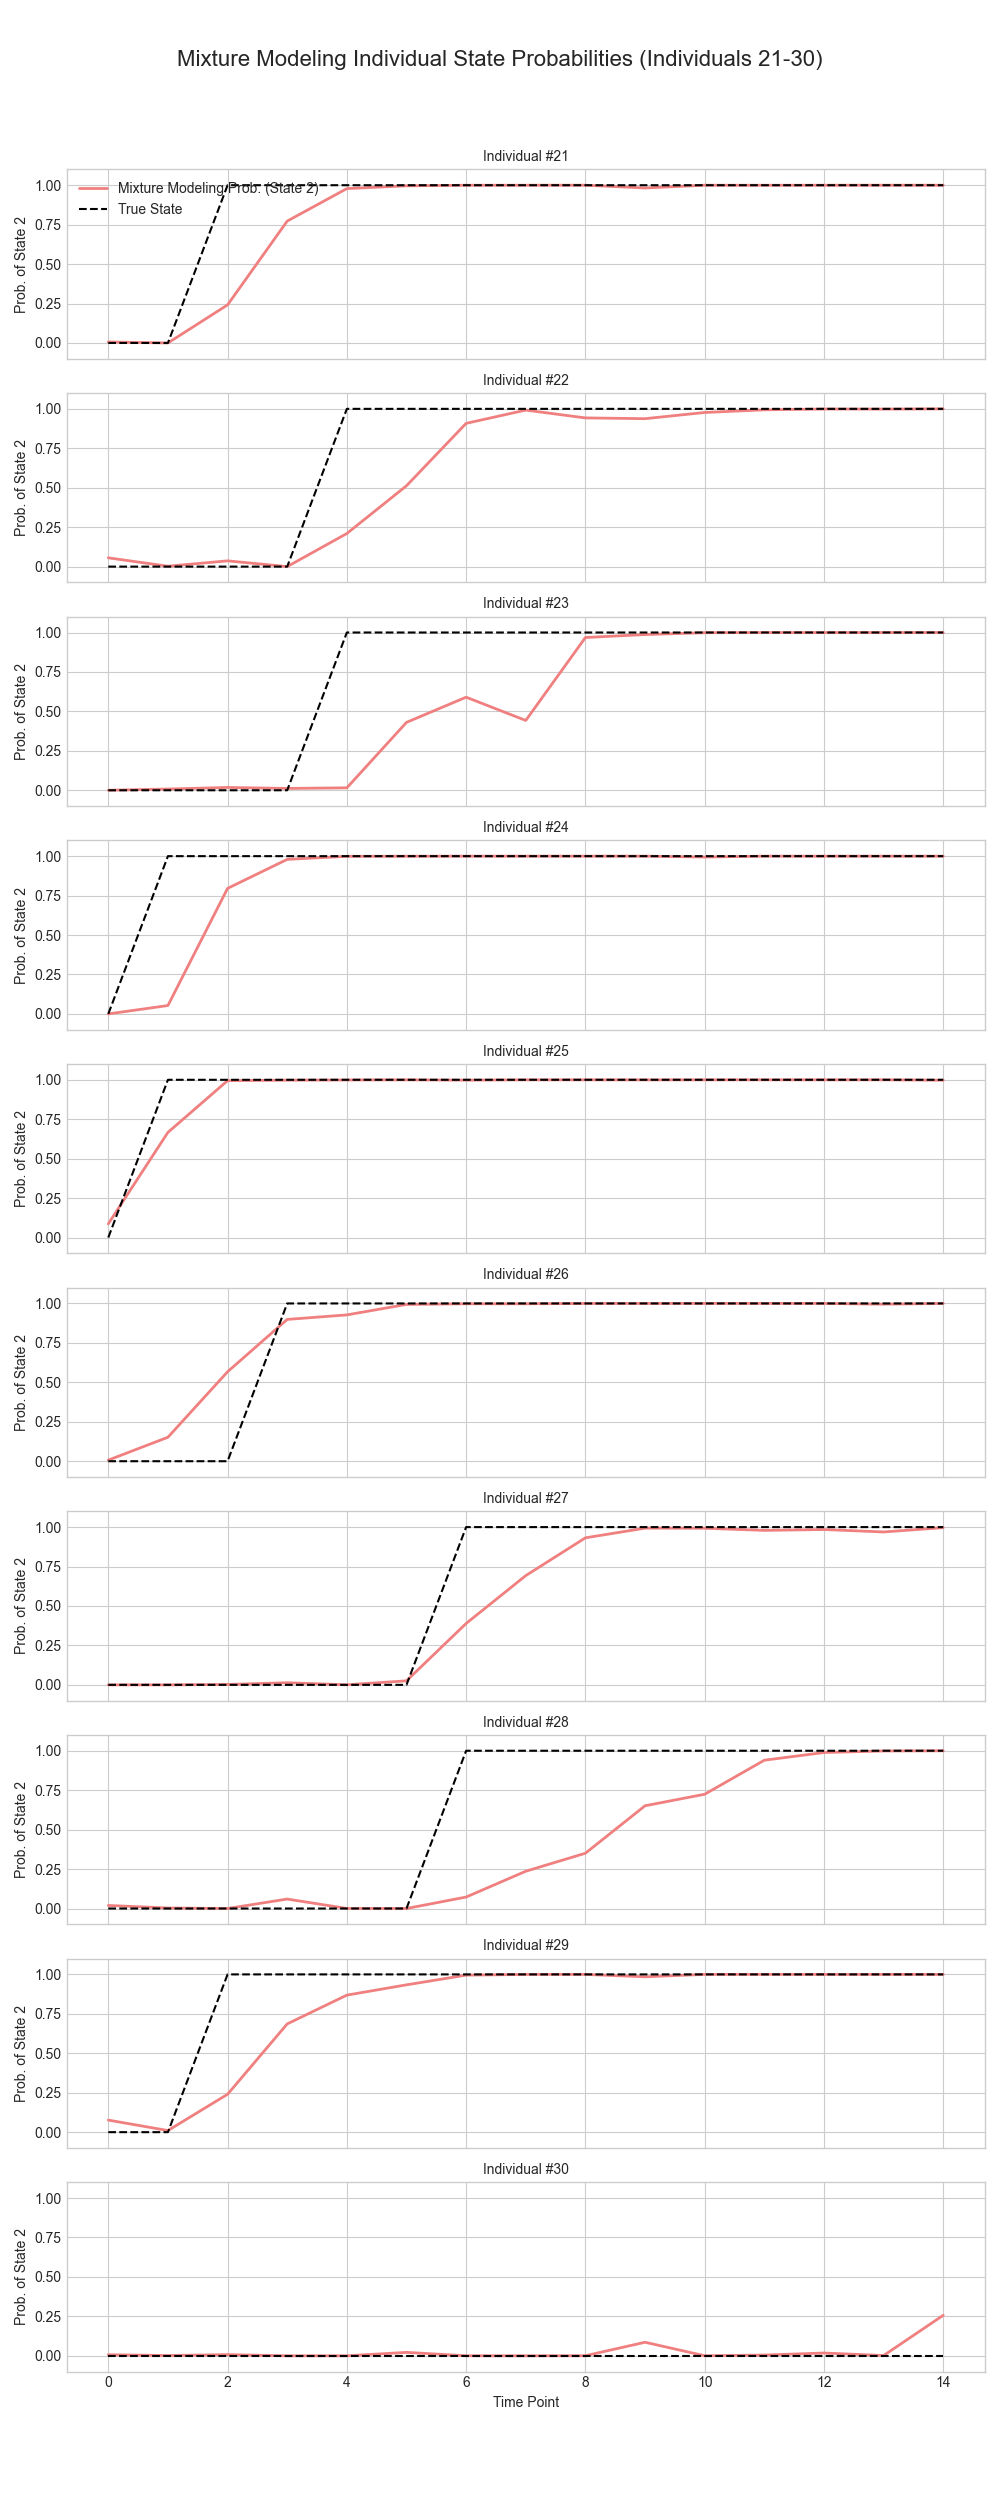 Mixture Modeling Individual State Probabilities (Individuals 21-30)
Individual #21
Mixture Modeling Prob. (State 2)
True State
Prob. of State 2
1.00
0.75
0.50
0.25
0.00
Individual #22
Prob. of State 2
1.00
0.75
0.50
0.25
0.00
Individual #23
Prob. of State 2
1.00
0.75
0.50
0.25
0.00
Individual #24
Prob. of State 2
1.00
0.75
0.50
0.25
0.00
Individual #25
Prob. of State 2
1.00
0.75
0.50
0.25
0.00
Individual #26
Prob. of State 2
1.00
0.75
0.50
0.25
0.00
Individual #27
Prob. of State 2
1.00
0.75
0.50
0.25
0.00
Individual #28
Prob. of State 2
1.00
0.75
0.50
0.25
0.00
Individual #29
Prob. of State 2
1.00
0.75
0.50
0.25
0.00
Individual #30
Prob. of State 2
1.00
0.75
0.50
0.25
0.00
0 2 4 6 8 10 12 14
Time Point